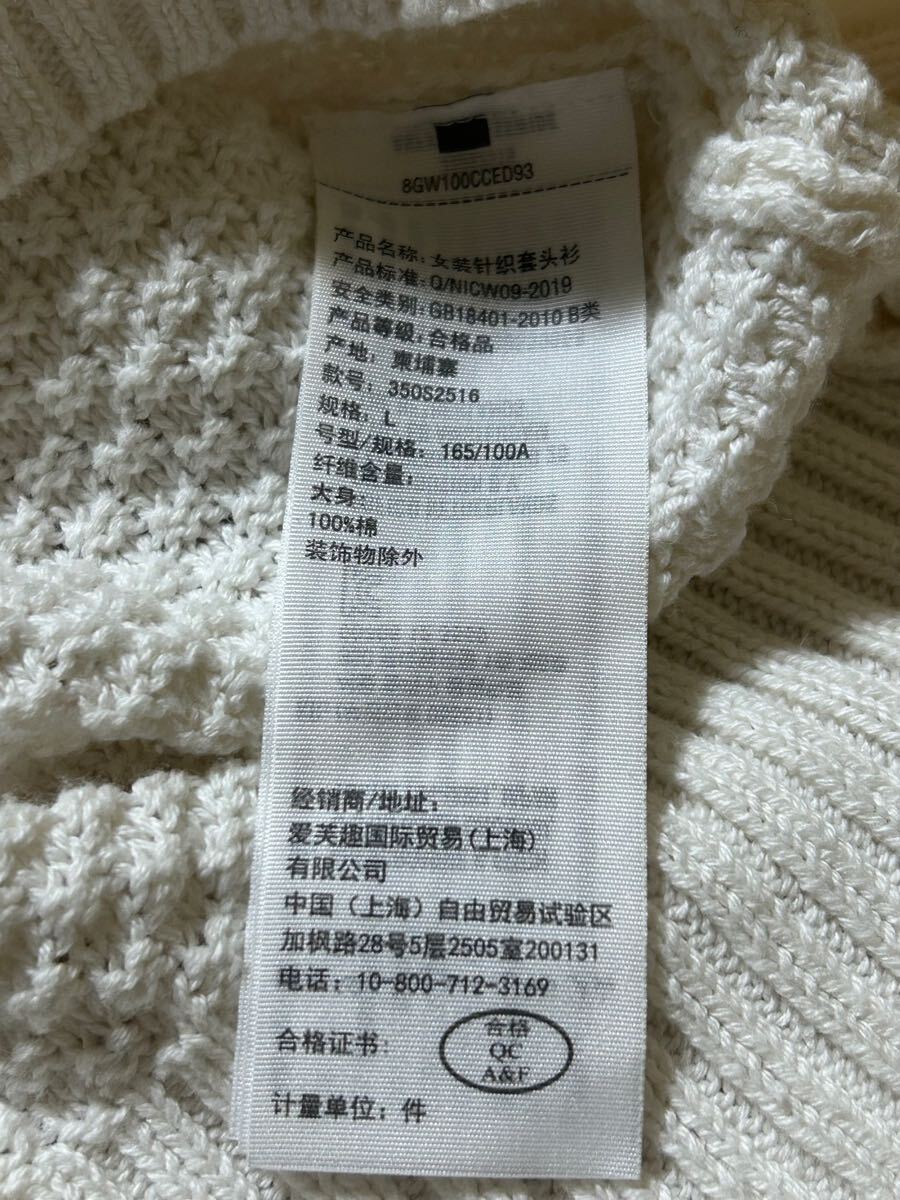 8GW100CCED93
产品名称: 女装针织套头衫
产品标准: Q/NICW09-2019
安全类别: GB18401-2010 B类
产品等级: 合格品
产地: 柬埔寨
款号: 350S2516
规格: L
号型/规格: 165/100A
纤维含量:
大身:
100%棉
装饰物除外
经销商/地址:
爱芙趣国际贸易(上海)
有限公司
中国(上海)自由贸易试验区
加枫路28号5层2505室200131
电话: 10-800-712-3169
合格证书:
合格
QC
A&F
计量单位: 件